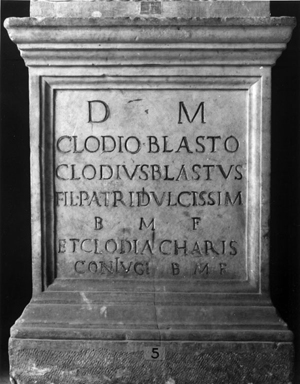 D · M
CLODIO · BLASTO
CLODIVS BLASTVS
FIL · PATRI DVLCISSIM
B M F
ET CLODIA CHARIS
CONIVGI B M F
5